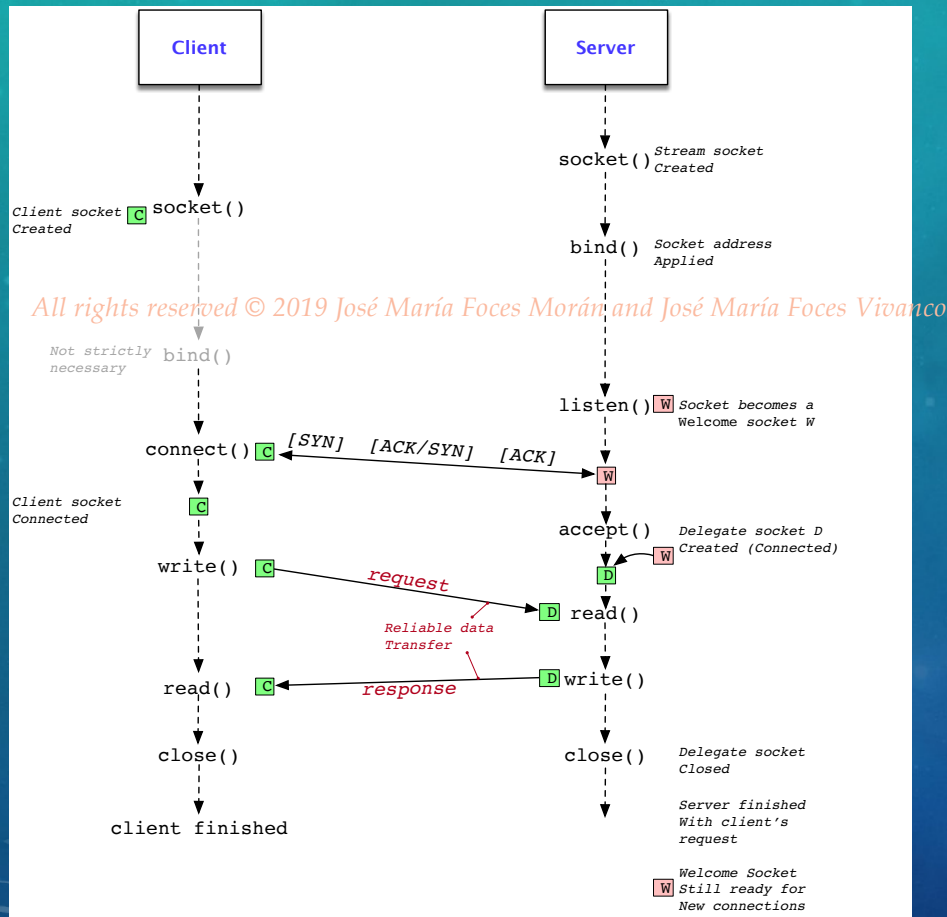 Client
Server
socket()
Stream socket
Created
Client socket
Created
C
socket()
bind()
Socket address
Applied
All rights reserved © 2019 José María Foces Morán and José María Foces Vivanco
Not strictly
necessary
bind()
listen()
W
Socket becomes a
Welcome socket W
connect()
C
[SYN] [ACK/SYN] [ACK]
W
Client socket
Connected
C
accept()
Delegate socket D
Created (Connected)
W
D
write()
C
request
D
read()
Reliable data
Transfer
read()
C
response
D
write()
close()
close()
Delegate socket
Closed
client finished
Server finished
With client's
request
W
Welcome Socket
Still ready for
New connections